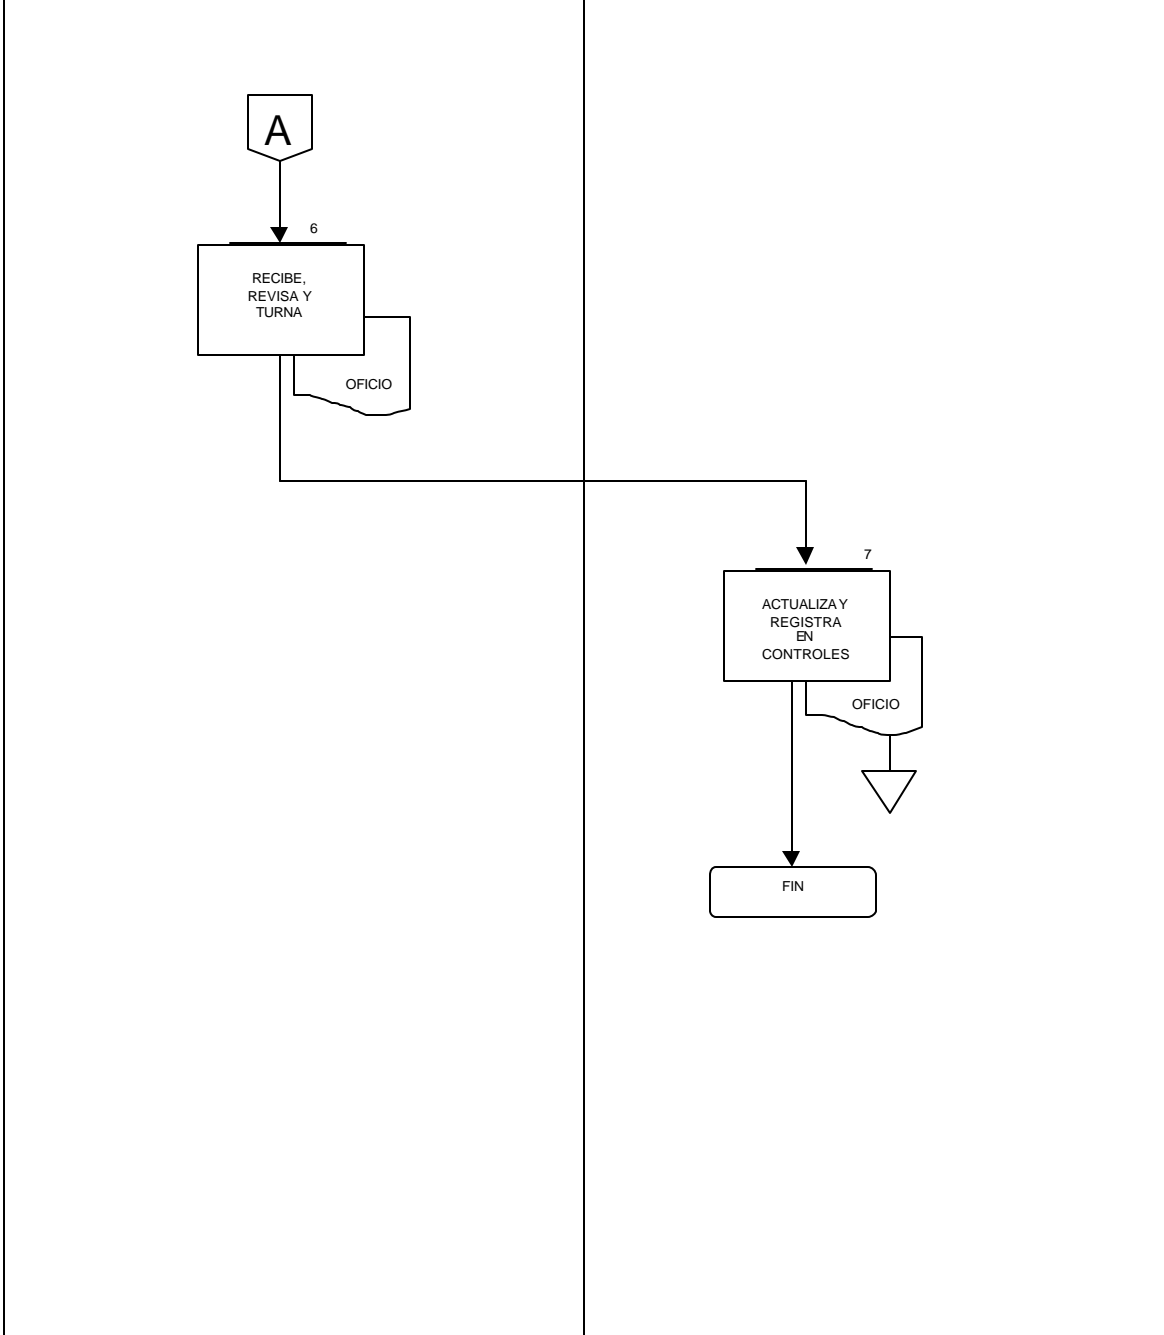 A
6
RECIBE,
REVISA Y
TURNA
OFICIO
7
ACTUALIZA Y
REGISTRA
EN
CONTROLES
OFICIO
FIN